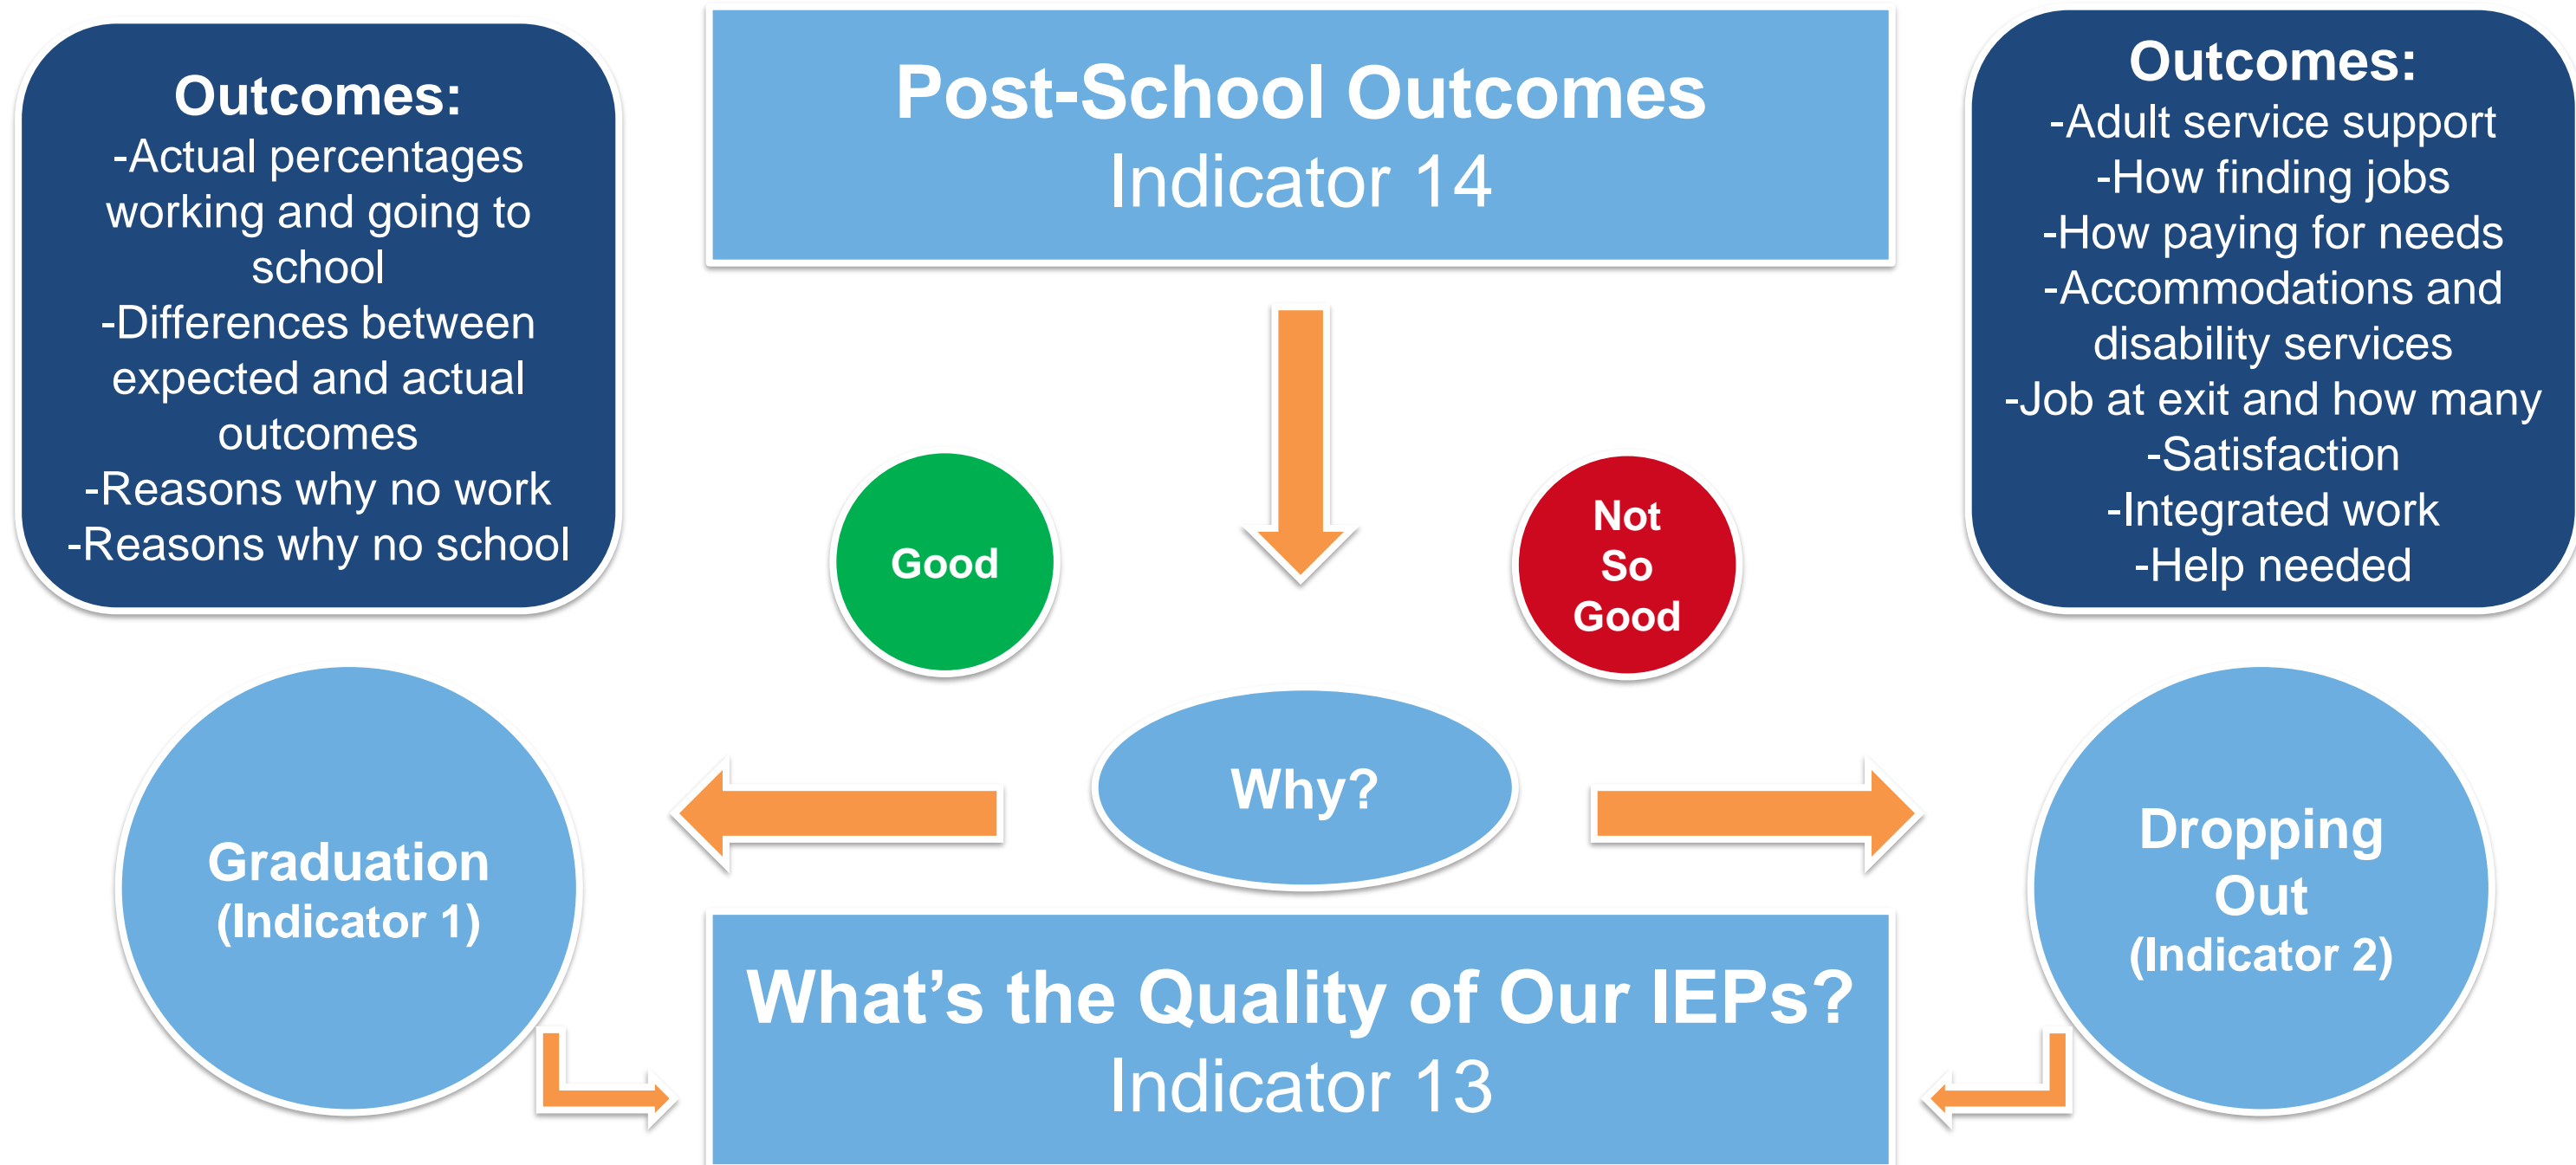 Outcomes:
-Actual percentages
working and going to
school
-Differences between
expected and actual
outcomes
-Reasons why no work
-Reasons why no school
Post-School Outcomes
Indicator 14
Outcomes:
-Adult service support
-How finding jobs
-How paying for needs
-Accommodations and
disability services
-Job at exit and how many
-Satisfaction
-Integrated work
-Help needed
Good
Not
So
Good
Why?
Graduation
(Indicator 1)
Dropping
Out
(Indicator 2)
What’s the Quality of Our IEPs?
Indicator 13